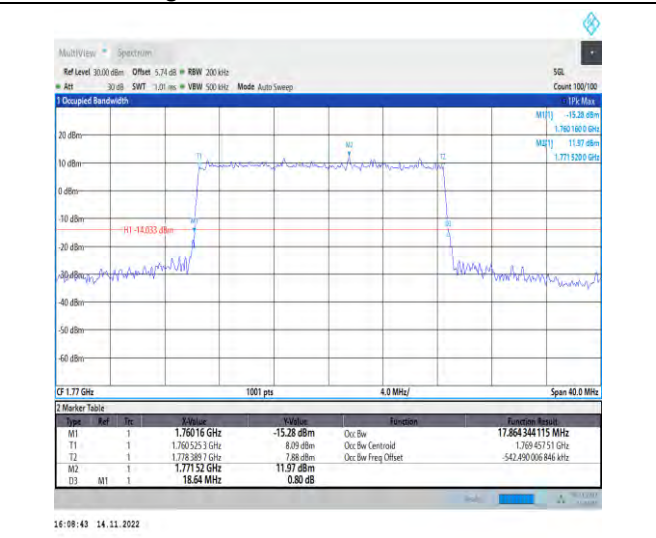 MultiView Spectrum
Ref Level 30.00 dBm Offset 5.74 dB RBW 200 kHz SGL
Att 30 dB SWT 1.01 ms VBW 500 kHz Mode Auto Sweep Count 100/100
1 Occupied Bandwidth 1Pk Max
M1[1] -15.28 dBm
1.760 160 0 GHz
M2[1] 11.97 dBm
1.771 520 0 GHz
20 dBm
M2
T1 T2
10 dBm
0 dBm
-10 dBm
M1 D3
H1 -14.033 dBm
-20 dBm
-30 dBm
-40 dBm
-50 dBm
-60 dBm
CF 1.77 GHz 1001 pts 4.0 MHz/ Span 40.0 MHz
2 Marker Table
Type Ref Trc X-Value Y-Value Function Function Result
M1 1 1.760 16 GHz -15.28 dBm Occ Bw 17.864 344 115 MHz
T1 1 1.760 525 3 GHz 8.09 dBm Occ Bw Centroid 1.769 457 51 GHz
T2 1 1.778 389 7 GHz 7.88 dBm Occ Bw Freq Offset -542.490 006 846 kHz
M2 1 1.771 52 GHz 11.97 dBm
D3 M1 1 18.64 MHz 0.80 dB
16:08:43 14.11.2022